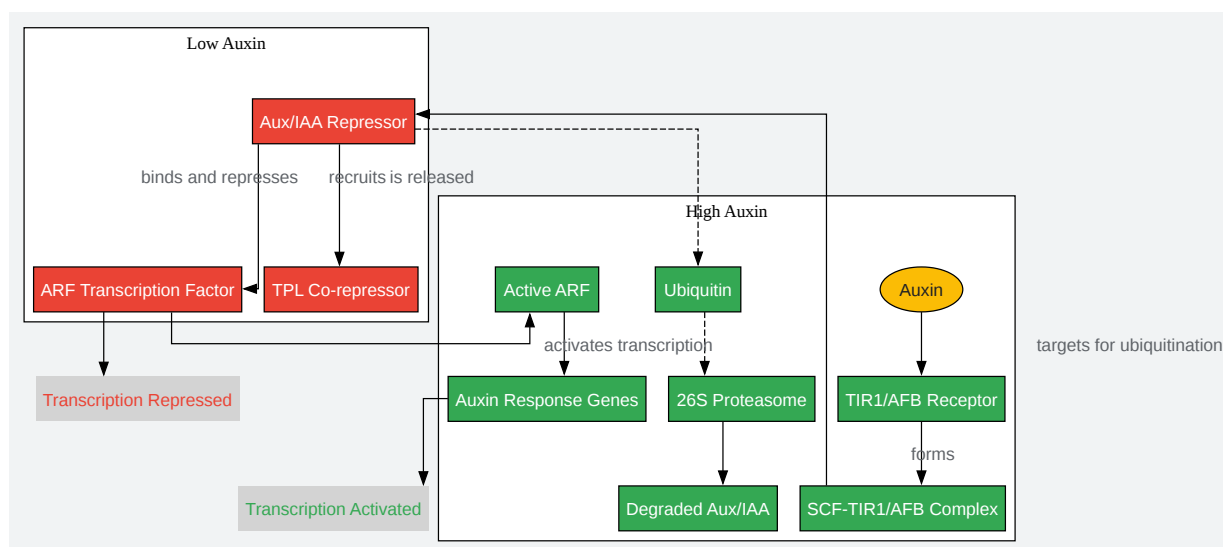 Low Auxin
Aux/IAA Repressor
binds and represses
recruits
is released
High Auxin
ARF Transcription Factor
TPL Co-repressor
Active ARF
Ubiquitin
Auxin
activates transcription
targets for ubiquitination
Transcription Repressed
Auxin Response Genes
26S Proteasome
TIR1/AFB Receptor
forms
Transcription Activated
Degraded Aux/IAA
SCF-TIR1/AFB Complex